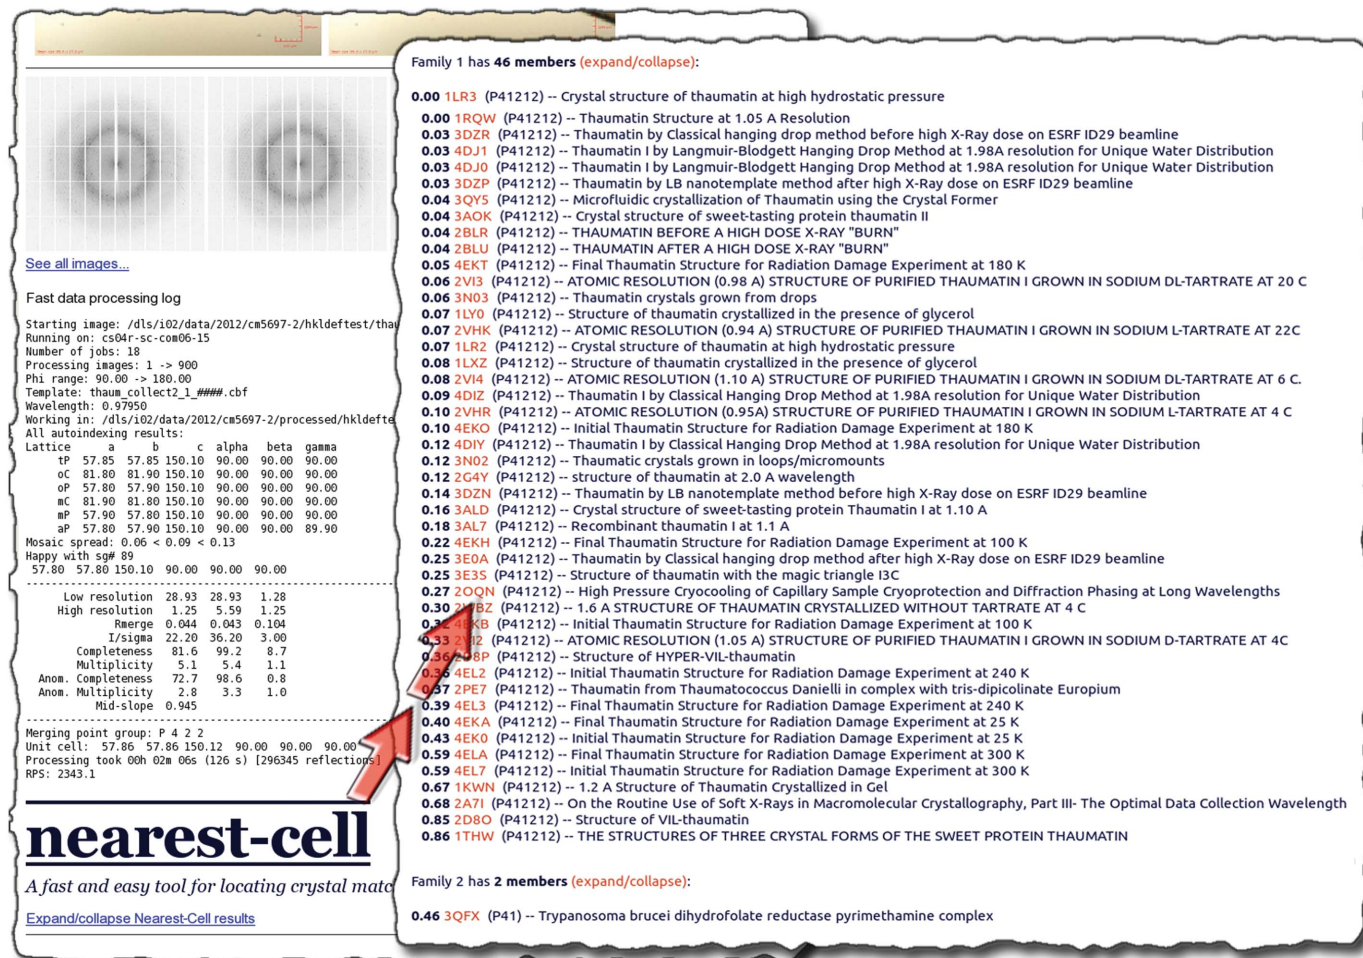 See all images...
Fast data processing log
Starting image: /dls/i02/data/2012/cm5697-2/hkldeftest/thau
Running on: cs04r-sc-com06-15
Number of jobs: 18
Processing images: 1 -> 900
Phi range: 90.00 -> 180.00
Template: thaum_collect2_1_####.cbf
Wavelength: 0.97950
Working in: /dls/i02/data/2012/cm5697-2/processed/hkldefte
All autoindexing results:
Lattice a b c alpha beta gamma
tP 57.85 57.85 150.10 90.00 90.00 90.00
oC 81.80 81.90 150.10 90.00 90.00 90.00
oP 57.80 57.90 150.10 90.00 90.00 90.00
mC 81.90 81.80 150.10 90.00 90.00 90.00
mP 57.90 57.80 150.10 90.00 90.00 90.00
aP 57.80 57.90 150.10 90.00 90.00 89.90
Mosaic spread: 0.06 < 0.09 < 0.13
Happy with sg# 89
57.80 57.80 150.10 90.00 90.00 90.00
Low resolution 28.93 28.93 1.28
High resolution 1.25 5.59 1.25
Rmerge 0.044 0.043 0.104
I/sigma 22.20 36.20 3.00
Completeness 81.6 99.2 8.7
Multiplicity 5.1 5.4 1.1
Anom. Completeness 72.7 98.6 0.8
Anom. Multiplicity 2.8 3.3 1.0
Mid-slope 0.945
Merging point group: P 4 2 2
Unit cell: 57.86 57.86 150.12 90.00 90.00 90.00
Processing took 00h 02m 06s (126 s) [296345 reflections]
RPS: 2343.1
nearest-cell
A fast and easy tool for locating crystal matc
Expand/collapse Nearest-Cell results
Family 1 has 46 members (expand/collapse):
0.00 1LR3 (P41212) -- Crystal structure of thaumatin at high hydrostatic pressure
0.00 1RQW (P41212) -- Thaumatin Structure at 1.05 A Resolution
0.03 3DZR (P41212) -- Thaumatin by Classical hanging drop method before high X-Ray dose on ESRF ID29 beamline
0.03 4DJ1 (P41212) -- Thaumatin I by Langmuir-Blodgett Hanging Drop Method at 1.98A resolution for Unique Water Distribution
0.03 4DJ0 (P41212) -- Thaumatin I by Langmuir-Blodgett Hanging Drop Method at 1.98A resolution for Unique Water Distribution
0.03 3DZP (P41212) -- Thaumatin by LB nanotemplate method after high X-Ray dose on ESRF ID29 beamline
0.04 3QY5 (P41212) -- Microfluidic crystallization of Thaumatin using the Crystal Former
0.04 3AOK (P41212) -- Crystal structure of sweet-tasting protein thaumatin II
0.04 2BLR (P41212) -- THAUMATIN BEFORE A HIGH DOSE X-RAY "BURN"
0.04 2BLU (P41212) -- THAUMATIN AFTER A HIGH DOSE X-RAY "BURN"
0.05 4EKT (P41212) -- Final Thaumatin Structure for Radiation Damage Experiment at 180 K
0.06 2VI3 (P41212) -- ATOMIC RESOLUTION (0.98 A) STRUCTURE OF PURIFIED THAUMATIN I GROWN IN SODIUM DL-TARTRATE AT 20 C
0.06 3N03 (P41212) -- Thaumatin crystals grown from drops
0.07 1LY0 (P41212) -- Structure of thaumatin crystallized in the presence of glycerol
0.07 2VHK (P41212) -- ATOMIC RESOLUTION (0.94 A) STRUCTURE OF PURIFIED THAUMATIN I GROWN IN SODIUM L-TARTRATE AT 22C
0.07 1LR2 (P41212) -- Crystal structure of thaumatin at high hydrostatic pressure
0.08 1LXZ (P41212) -- Structure of thaumatin crystallized in the presence of glycerol
0.08 2VI4 (P41212) -- ATOMIC RESOLUTION (1.10 A) STRUCTURE OF PURIFIED THAUMATIN I GROWN IN SODIUM DL-TARTRATE AT 6 C.
0.09 4DIZ (P41212) -- Thaumatin I by Classical Hanging Drop Method at 1.98A resolution for Unique Water Distribution
0.10 2VHR (P41212) -- ATOMIC RESOLUTION (0.95A) STRUCTURE OF PURIFIED THAUMATIN I GROWN IN SODIUM L-TARTRATE AT 4 C
0.10 4EKO (P41212) -- Initial Thaumatin Structure for Radiation Damage Experiment at 180 K
0.12 4DIY (P41212) -- Thaumatin I by Classical Hanging Drop Method at 1.98A resolution for Unique Water Distribution
0.12 3N02 (P41212) -- Thaumatic crystals grown in loops/micromounts
0.12 2G4Y (P41212) -- structure of thaumatin at 2.0 A wavelength
0.14 3DZN (P41212) -- Thaumatin by LB nanotemplate method before high X-Ray dose on ESRF ID29 beamline
0.16 3ALD (P41212) -- Crystal structure of sweet-tasting protein Thaumatin I at 1.10 A
0.18 3AL7 (P41212) -- Recombinant thaumatin I at 1.1 A
0.22 4EKH (P41212) -- Final Thaumatin Structure for Radiation Damage Experiment at 100 K
0.25 3E0A (P41212) -- Thaumatin by Classical hanging drop method after high X-Ray dose on ESRF ID29 beamline
0.25 3E3S (P41212) -- Structure of thaumatin with the magic triangle I3C
0.27 2OQN (P41212) -- High Pressure Cryocooling of Capillary Sample Cryoprotection and Diffraction Phasing at Long Wavelengths
0.30 (P41212) -- 1.6 A STRUCTURE OF THAUMATIN CRYSTALLIZED WITHOUT TARTRATE AT 4 C
0.32 (P41212) -- Initial Thaumatin Structure for Radiation Damage Experiment at 100 K
0.33 (P41212) -- ATOMIC RESOLUTION (1.05 A) STRUCTURE OF PURIFIED THAUMATIN I GROWN IN SODIUM D-TARTRATE AT 4C
0.36 (P41212) -- Structure of HYPER-VIL-thaumatin
0.36 4EL2 (P41212) -- Initial Thaumatin Structure for Radiation Damage Experiment at 240 K
0.37 2PE7 (P41212) -- Thaumatin from Thaumatococcus Danielli in complex with tris-dipicolinate Europium
0.39 4EL3 (P41212) -- Final Thaumatin Structure for Radiation Damage Experiment at 240 K
0.40 4EKA (P41212) -- Final Thaumatin Structure for Radiation Damage Experiment at 25 K
0.43 4EK0 (P41212) -- Initial Thaumatin Structure for Radiation Damage Experiment at 25 K
0.59 4ELA (P41212) -- Final Thaumatin Structure for Radiation Damage Experiment at 300 K
0.59 4EL7 (P41212) -- Initial Thaumatin Structure for Radiation Damage Experiment at 300 K
0.67 1KWN (P41212) -- 1.2 A Structure of Thaumatin Crystallized in Gel
0.68 2A7I (P41212) -- On the Routine Use of Soft X-Rays in Macromolecular Crystallography, Part III- The Optimal Data Collection Wavelength
0.85 2D8O (P41212) -- Structure of VIL-thaumatin
0.86 1THW (P41212) -- THE STRUCTURES OF THREE CRYSTAL FORMS OF THE SWEET PROTEIN THAUMATIN
Family 2 has 2 members (expand/collapse):
0.46 3QFX (P41) -- Trypanosoma brucei dihydrofolate reductase pyrimethamine complex